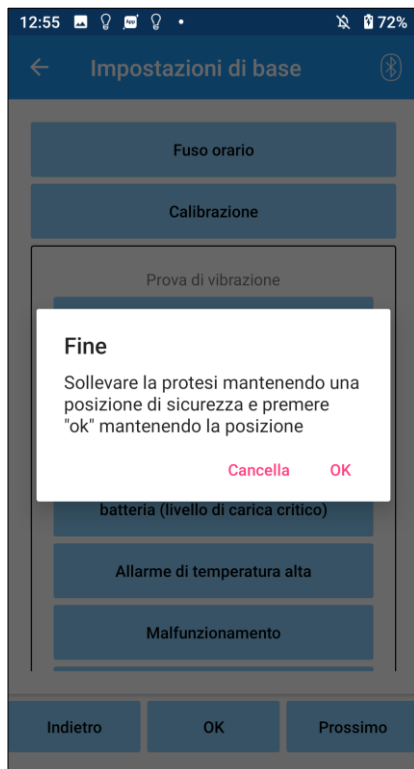 12:55
72%
Impostazioni di base
Fuso orario
Calibrazione
Prova di vibrazione
Fine
Sollevare la protesi mantenendo una
posizione di sicurezza e premere
"ok" mantenendo la posizione
Cancella OK
batteria (livello di carica critico)
Allarme di temperatura alta
Malfunzionamento
Indietro OK Prossimo